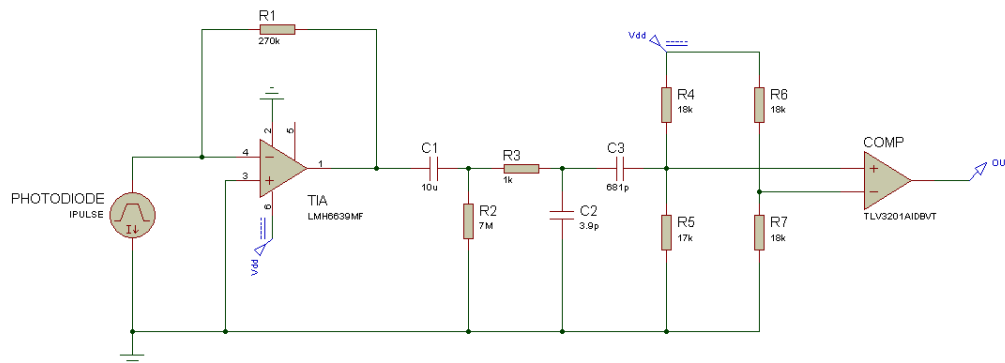 R1
270k
Vdd
R4
18k
R6
18k
2
5
4
3
1
6
C1
10u
R3
1k
C3
681p
COMP
TLV3201AIDBVT
OU
PHOTODIODE
IPULSE
TIA
LMH6639MF
Vdd
R2
7M
C2
3.9p
R5
17k
R7
18k